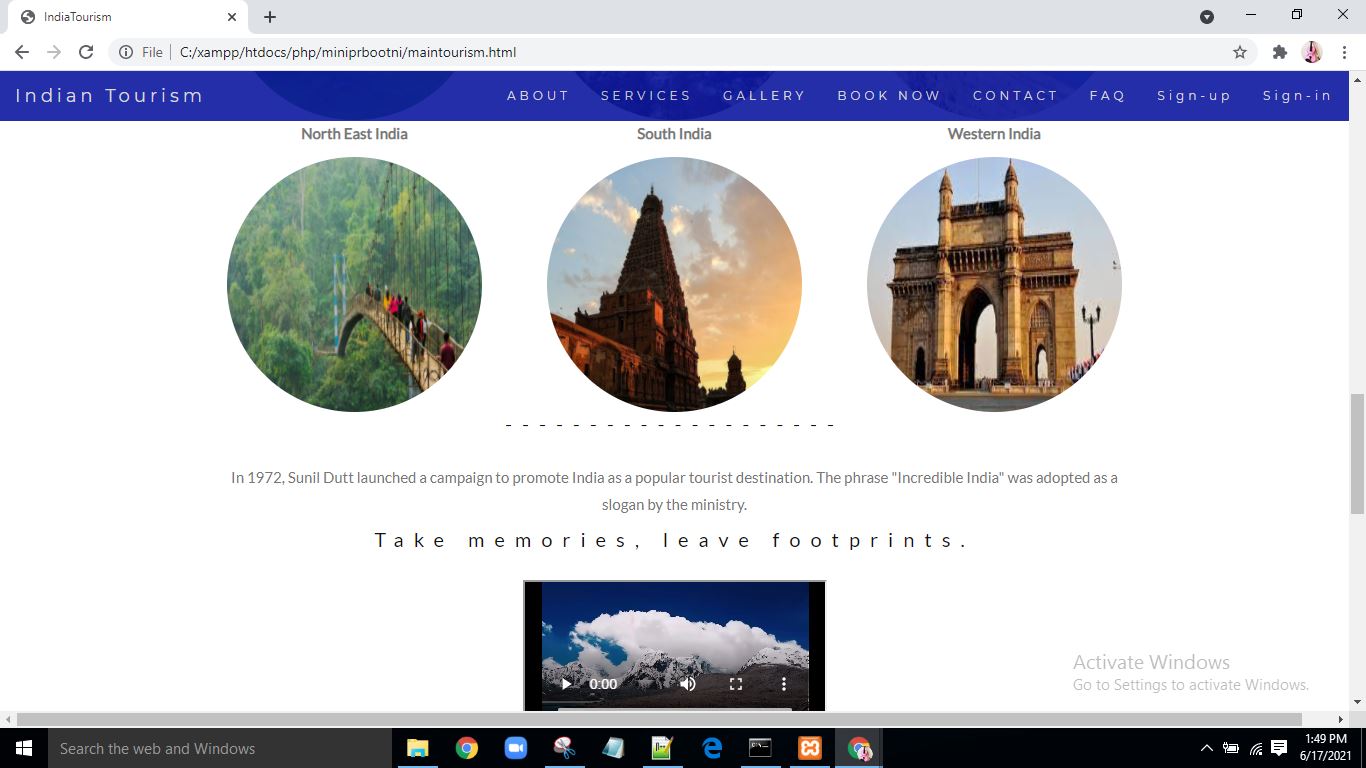 IndiaTourism
File
C:/xampp/htdocs/php/miniprbootni/maintourism.html
Indian Tourism
ABOUT SERVICES GALLERY BOOK NOW CONTACT FAQ Sign-up Sign-in
North East India South India Western India
- - - - - - - - - - - - - - - - - - - -
In 1972, Sunil Dutt launched a campaign to promote India as a popular tourist destination. The phrase "Incredible India" was adopted as a
slogan by the ministry.
Take memories, leave footprints.
0:00
Activate Windows
Go to Settings to activate Windows.
Search the web and Windows
1:49 PM
6/17/2021